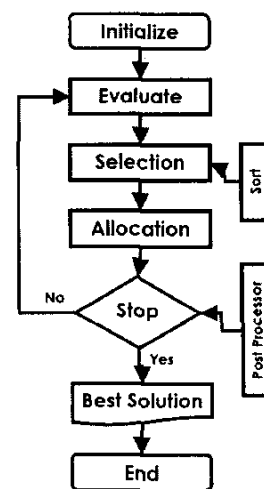 Initialize
Evaluate
Selection
Sort
Allocation
Stop
Post Processor
No
Yes
Best Solution
End